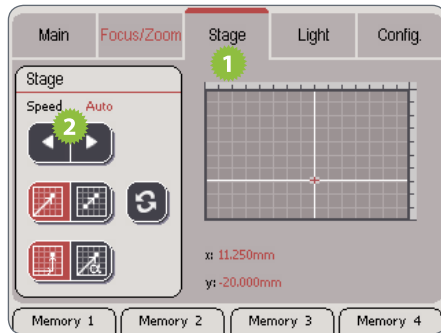 Main Focus/Zoom Stage Light Config.
1
Stage
Speed Auto
2
α
x: 11.250mm
y: -20.000mm
Memory 1 Memory 2 Memory 3 Memory 4